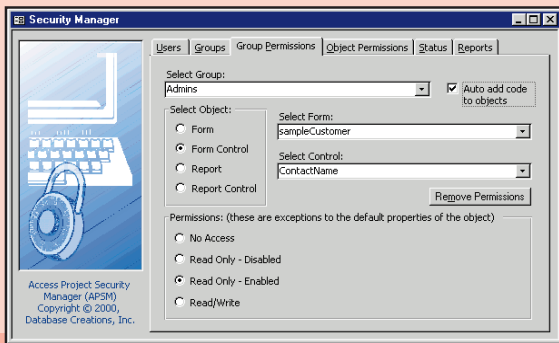 Security Manager
Users Groups Group Permissions Object Permissions Status Reports
Select Group:
Admins
Auto add code
to objects
Select Object:
Form
Form Control
Report
Report Control
Select Form:
sampleCustomer
Select Control:
ContactName
Remove Permissions
Permissions: (these are exceptions to the default properties of the object)
No Access
Read Only - Disabled
Read Only - Enabled
Read/Write
Access Project Security
Manager (APSM)
Copyright © 2000,
Database Creations, Inc.